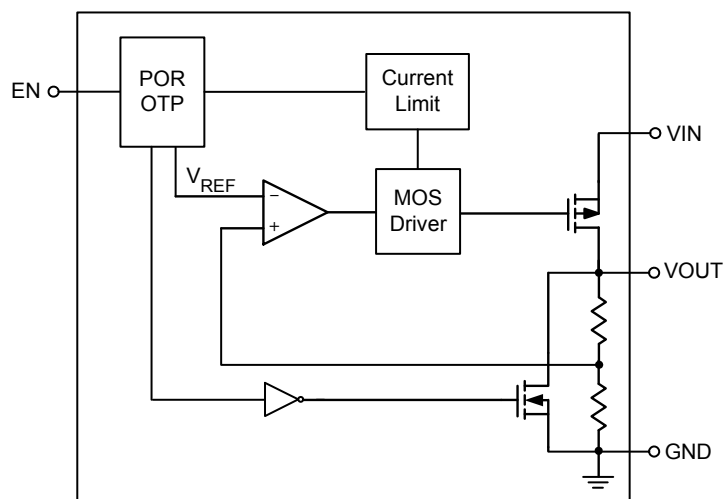 EN
POR
OTP
Current
Limit
VIN
VREF
−
+
MOS
Driver
VOUT
GND